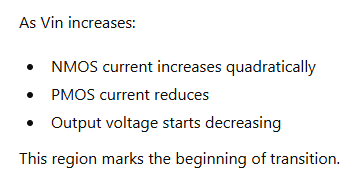 As Vin increases:
• NMOS current increases quadratically
• PMOS current reduces
• Output voltage starts decreasing
This region marks the beginning of transition.